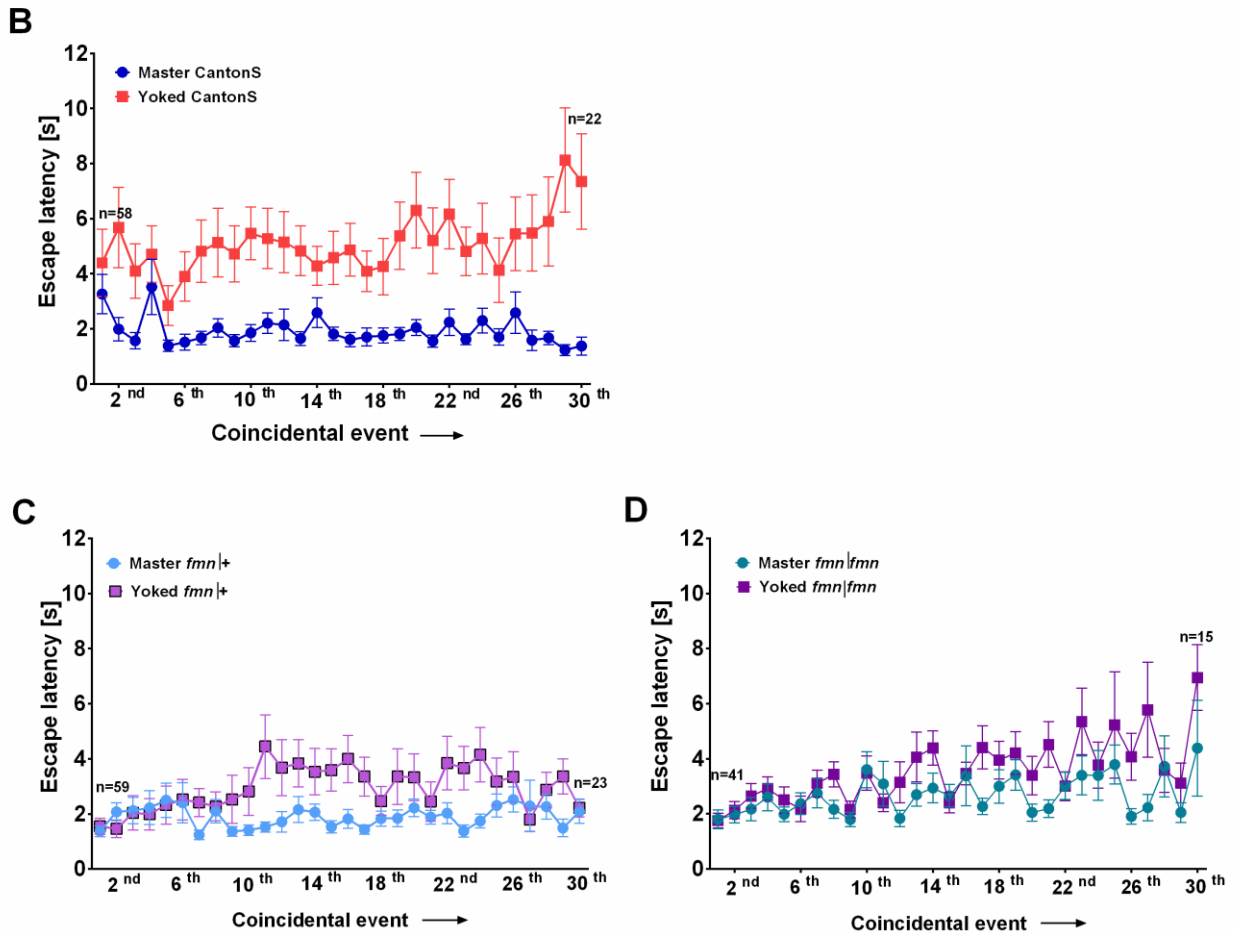 B
12
10
8
6
4
2
0
Escape latency [s]
Master CantonS
Yoked CantonS
n=58
n=22
2 nd 6 th 10 th 14 th 18 th 22 nd 26 th 30 th
Coincidental event →
C
12
10
8
6
4
2
0
Escape latency [s]
Master fmn|+
Yoked fmn|+
n=59
n=23
2 nd 6 th 10 th 14 th 18 th 22 nd 26 th 30 th
Coincidental event →
D
12
10
8
6
4
2
0
Escape latency [s]
Master fmn|fmn
Yoked fmn|fmn
n=41
n=15
2 nd 6 th 10 th 14 th 18 th 22 nd 26 th 30 th
Coincidental event →